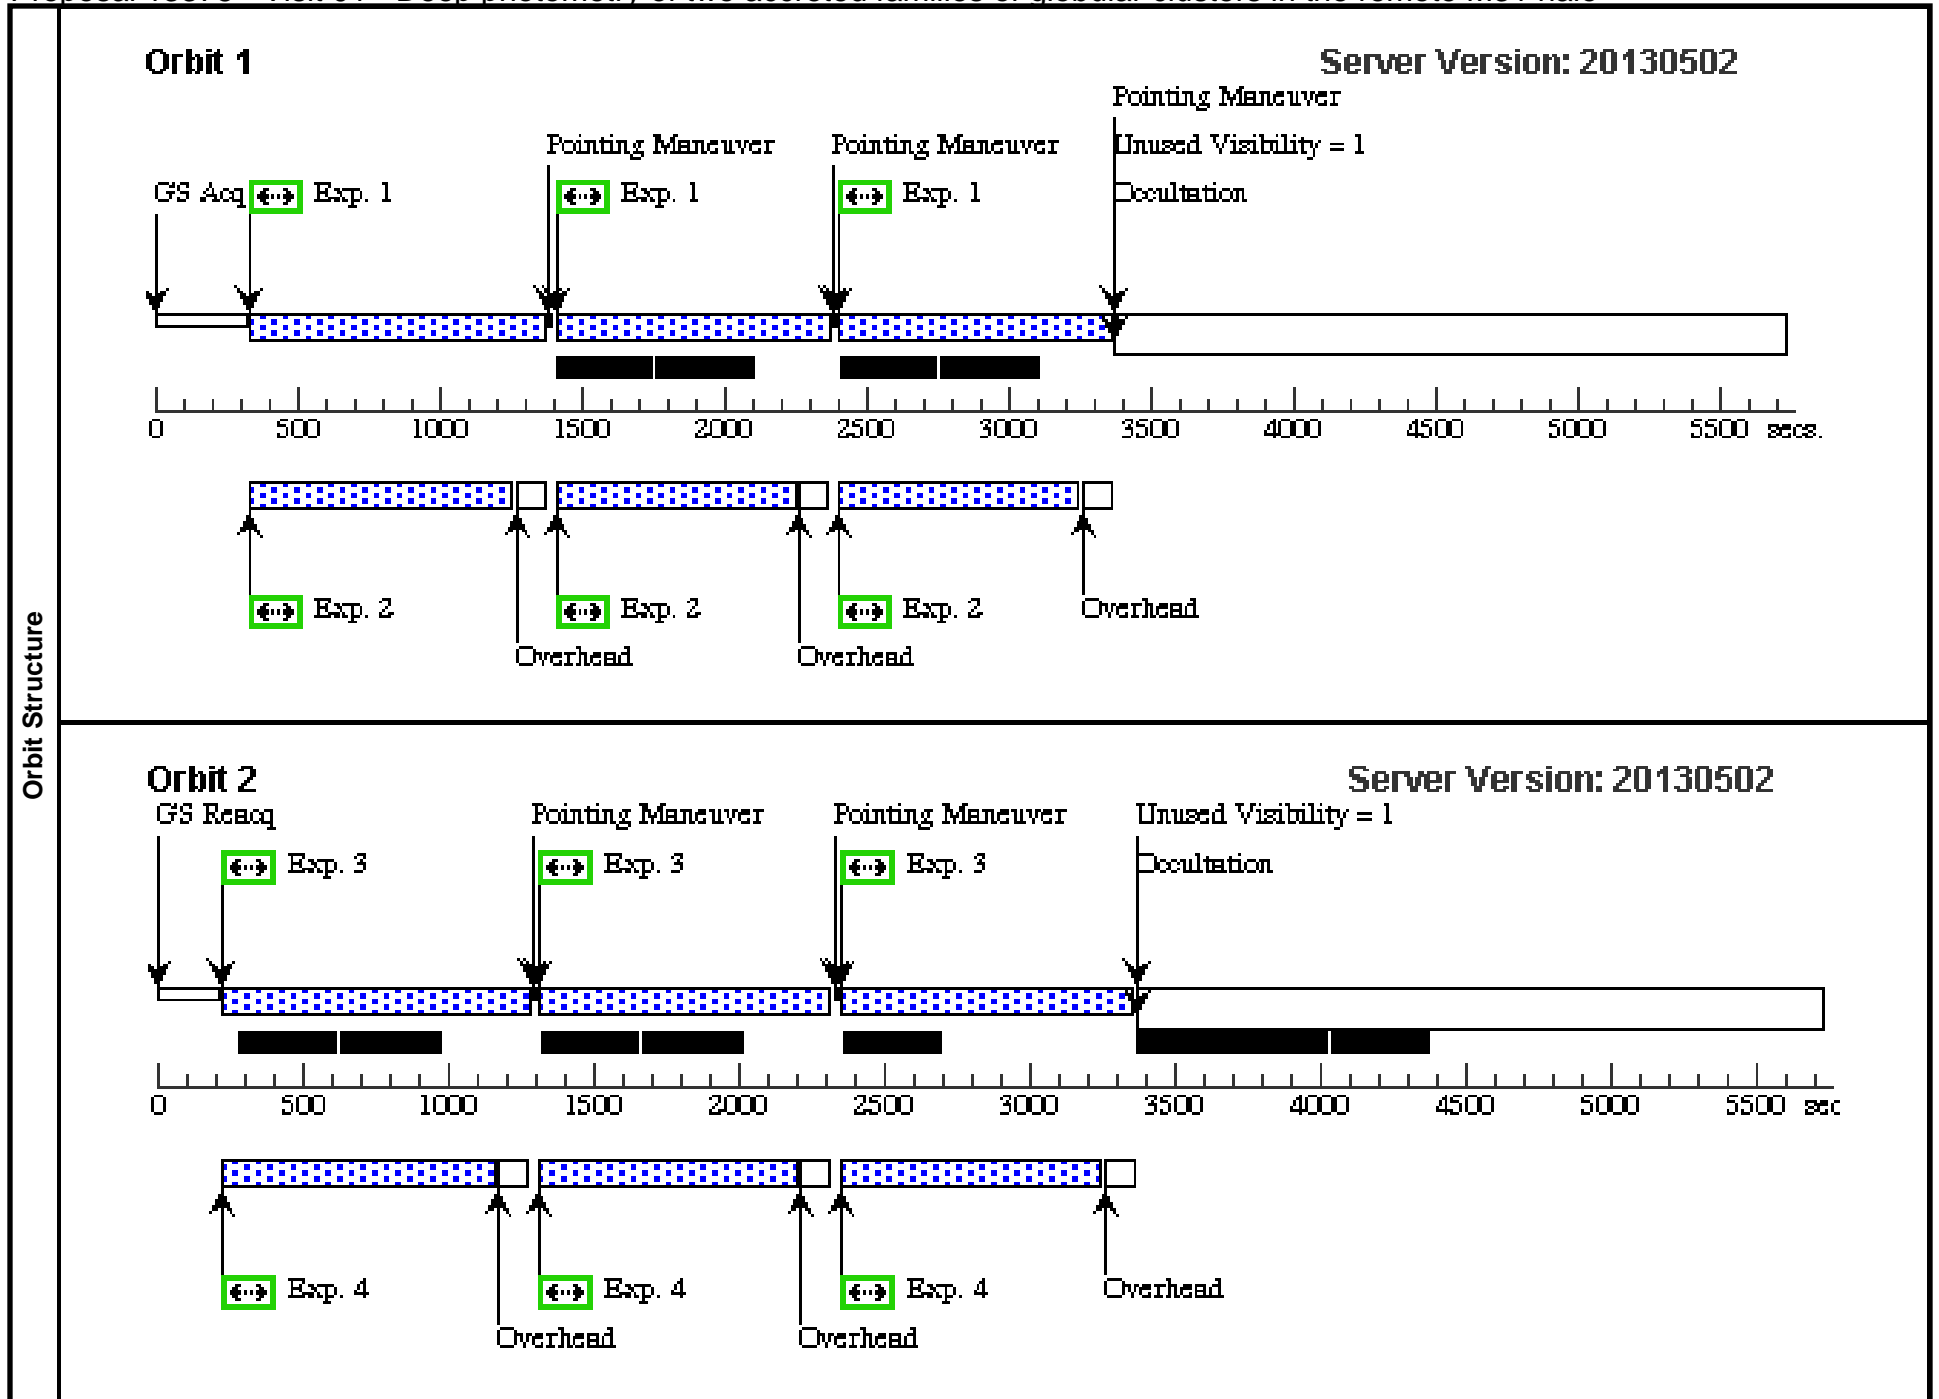 Orbit Structure
Orbit 1
Server Version: 20130502
Pointing Maneuver
Pointing Maneuver
Pointing Maneuver
Unused Visibility = 1
GS Acq
Exp. 1
Exp. 1
Exp. 1
Occultation
0 500 1000 1500 2000 2500 3000 3500 4000 4500 5000 5500 secs.
Exp. 2
Exp. 2
Exp. 2
Overhead
Overhead
Overhead
Orbit 2
Server Version: 20130502
GS Reacq
Pointing Maneuver
Pointing Maneuver
Unused Visibility = 1
Exp. 3
Exp. 3
Exp. 3
Occultation
0 500 1000 1500 2000 2500 3000 3500 4000 4500 5000 5500 sec
Exp. 4
Exp. 4
Exp. 4
Overhead
Overhead
Overhead